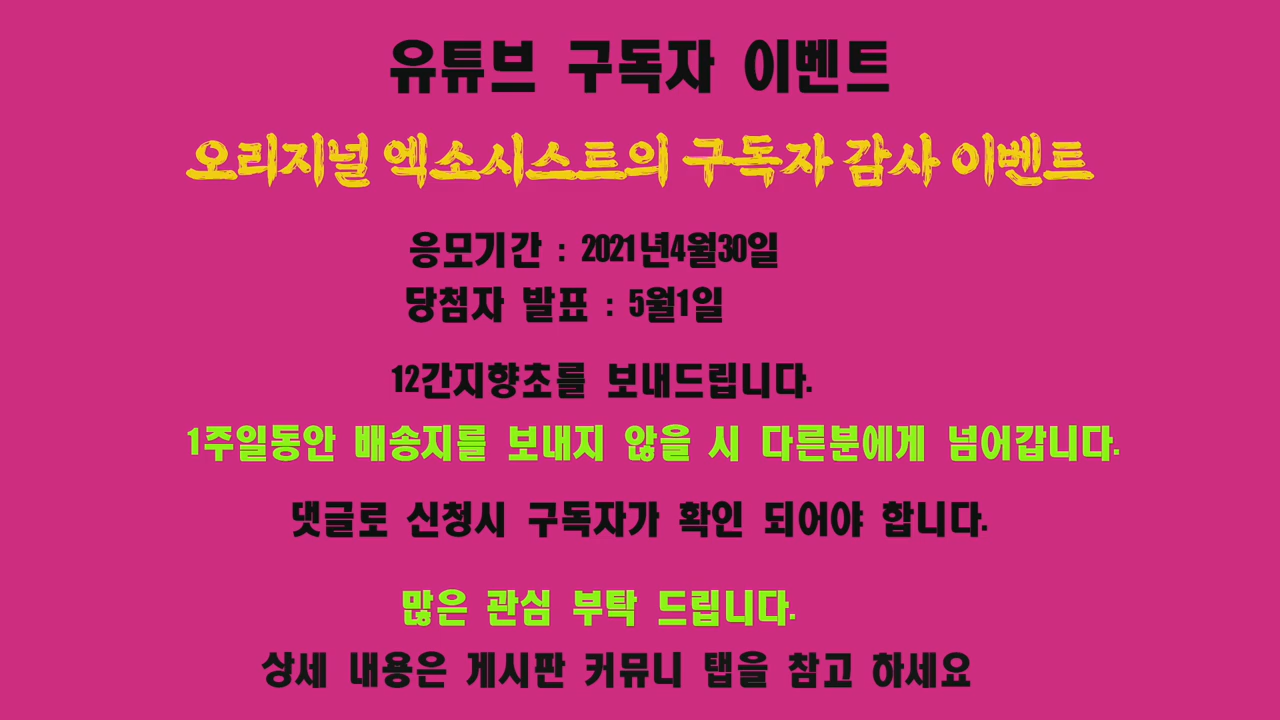 유튜브 구독자 이벤트
오리지널 엑소시스트의 구독자 감사 이벤트
응모기간 : 2021년4월30일
당첨자 발표 : 5월1일
12간지향초를 보내드립니다.
1주일동안 배송지를 보내지 않을 시 다른분에게 넘어갑니다.
댓글로 신청시 구독자가 확인 되어야 합니다.
많은 관심 부탁 드립니다.
상세 내용은 게시판 커뮤니 탭을 참고 하세요